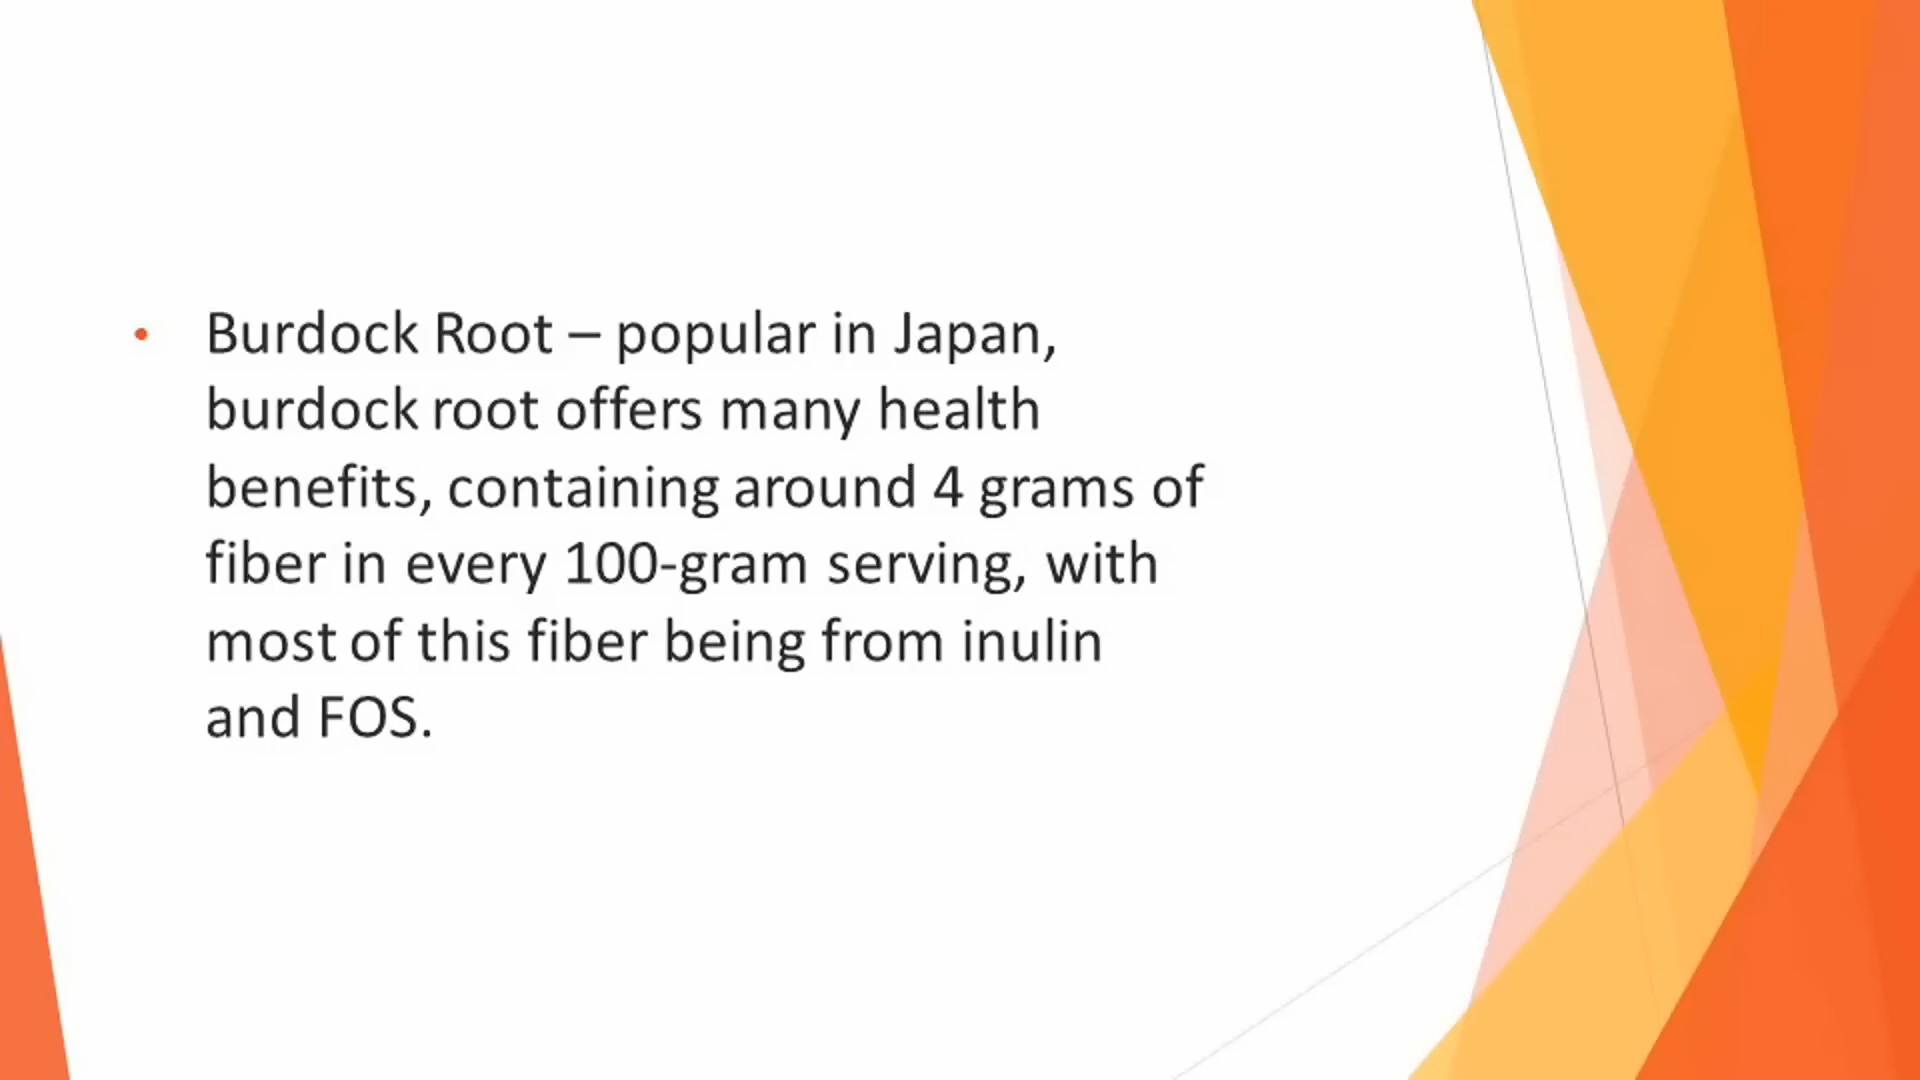 • Burdock Root – popular in Japan,
burdock root offers many health
benefits, containing around 4 grams of
fiber in every 100-gram serving, with
most of this fiber being from inulin
and FOS.